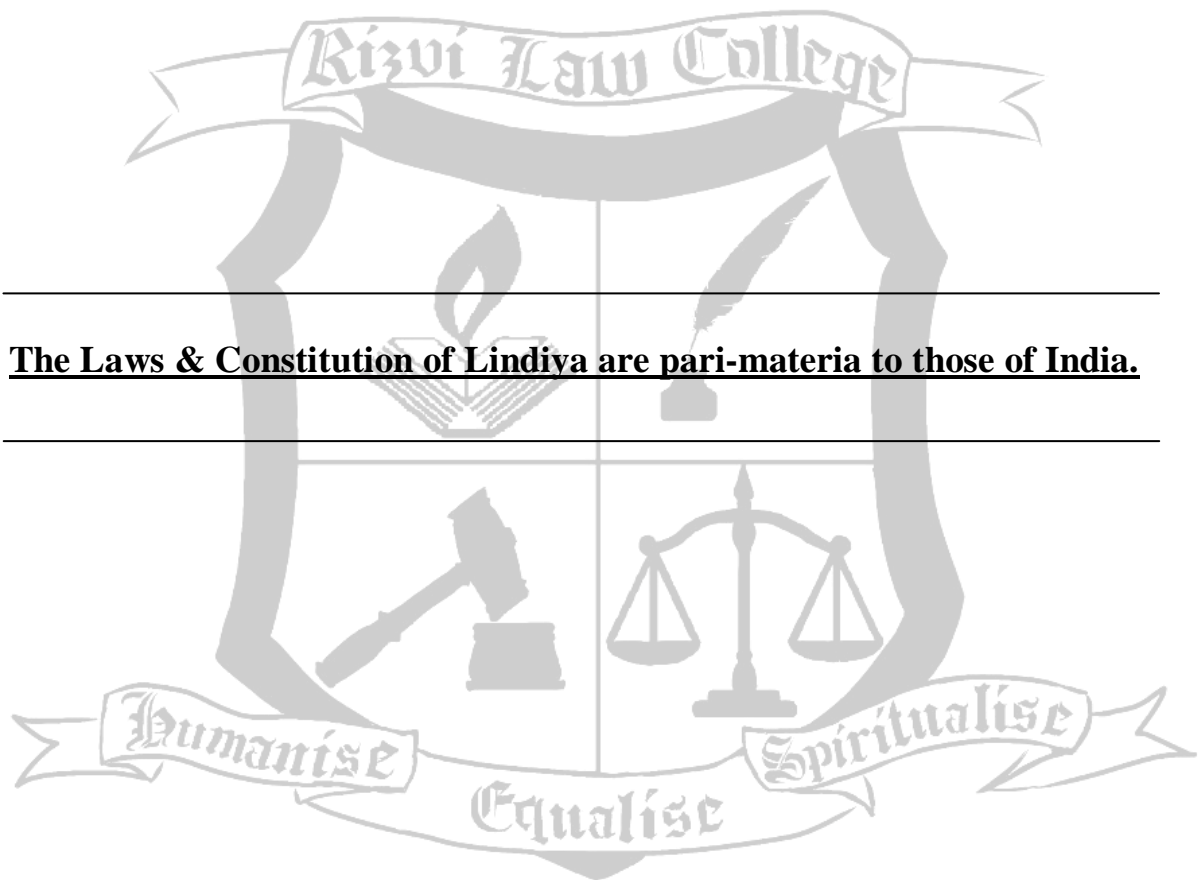 Rizvi Law College
The Laws & Constitution of Lindiya are pari-materia to those of India.
Humanise
Spiritualise
Equalise